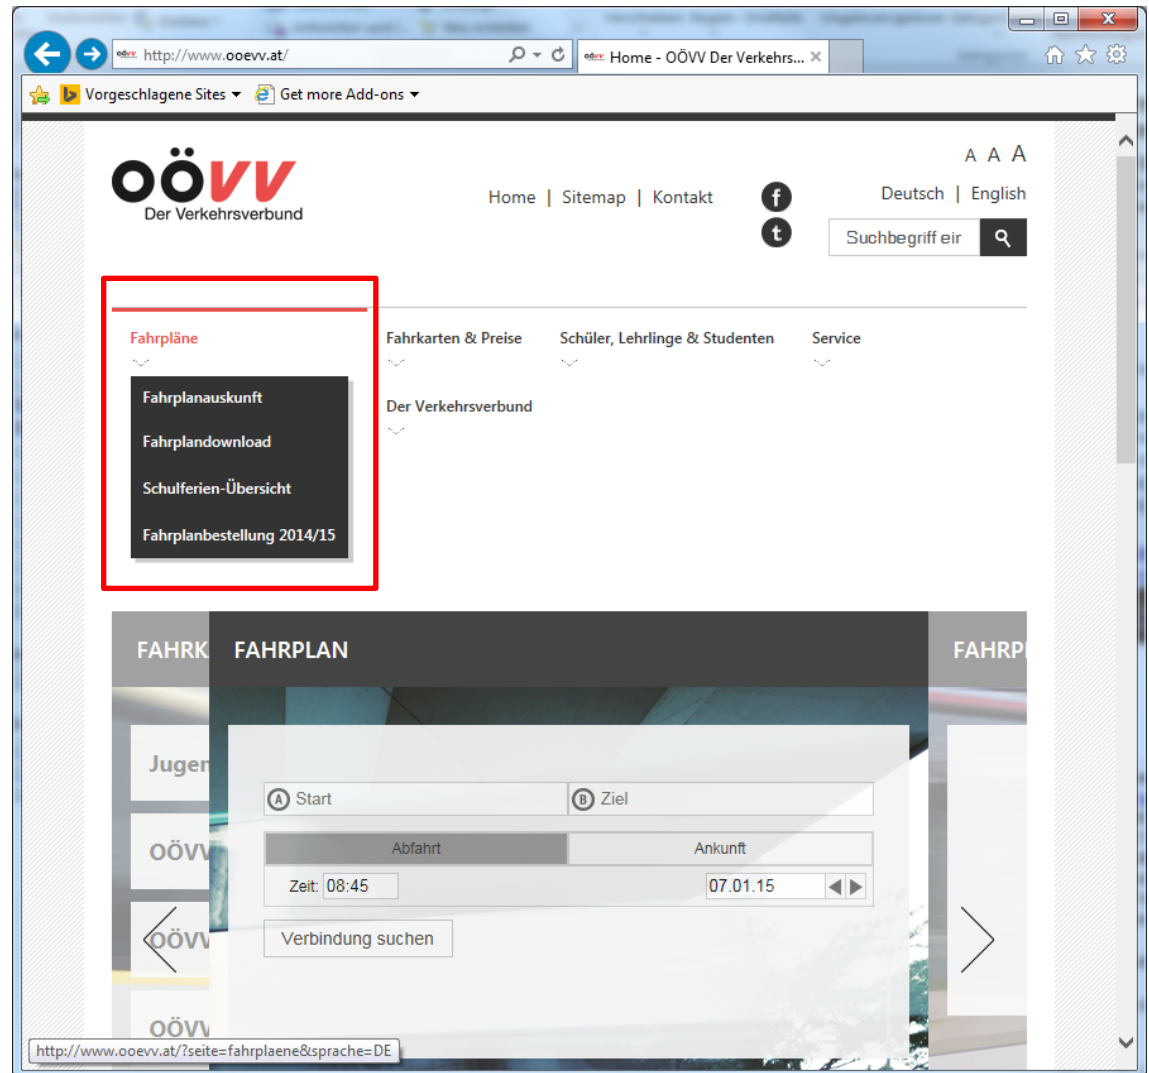 http://www.ooevv.at/
Home - OÖVV Der Verkehrs...
Vorgeschlagene Sites
Get more Add-ons
A A A
oövv
Der Verkehrsverbund
Home | Sitemap | Kontakt
f
Deutsch | English
t
Suchbegriff eir
Fahrpläne
Fahrkarten & Preise
Schüler, Lehrlinge & Studenten
Service
Fahrplanauskunft
Der Verkehrsverbund
Fahrplandownload
Schulferien-Übersicht
Fahrplanbestellung 2014/15
FAHRK
FAHRPLAN
FAHRP
Jugen
A Start
B Ziel
OÖVV
Abfahrt
Ankunft
Zeit: 08:45
07.01.15
OÖVV
Verbindung suchen
OÖVV
http://www.ooevv.at/?seite=fahrplaene&sprache=DE